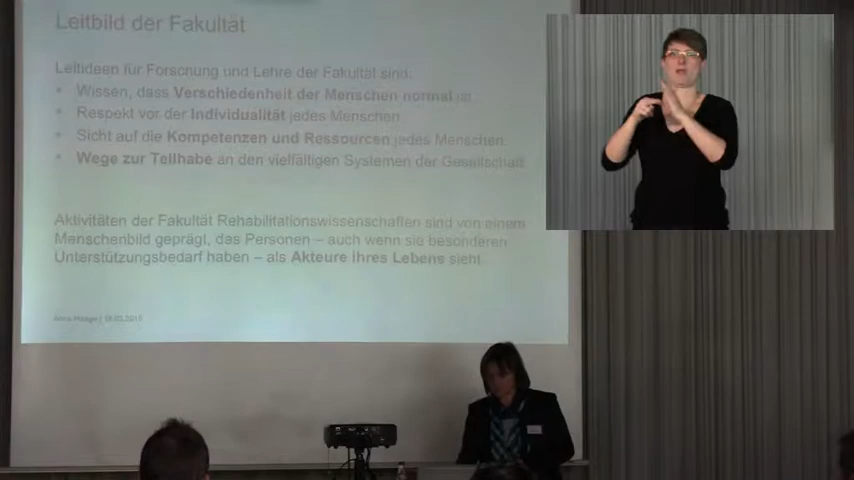 Leitbild der Fakultät
Leitideen für Forschung und Lehre der Fakultät sind:
• Wissen, dass Verschiedenheit der Menschen normal ist
• Respekt vor der Individualität jedes Menschen
• Sicht auf die Kompetenzen und Ressourcen jedes Menschen.
• Wege zur Teilhabe an den vielfältigen Systemen der Gesellschaft
Aktivitäten der Fakultät Rehabilitationswissenschaften sind von einem
Menschenbild geprägt, das Personen – auch wenn sie besonderen
Unterstützungsbedarf haben – als Akteure ihres Lebens sieht